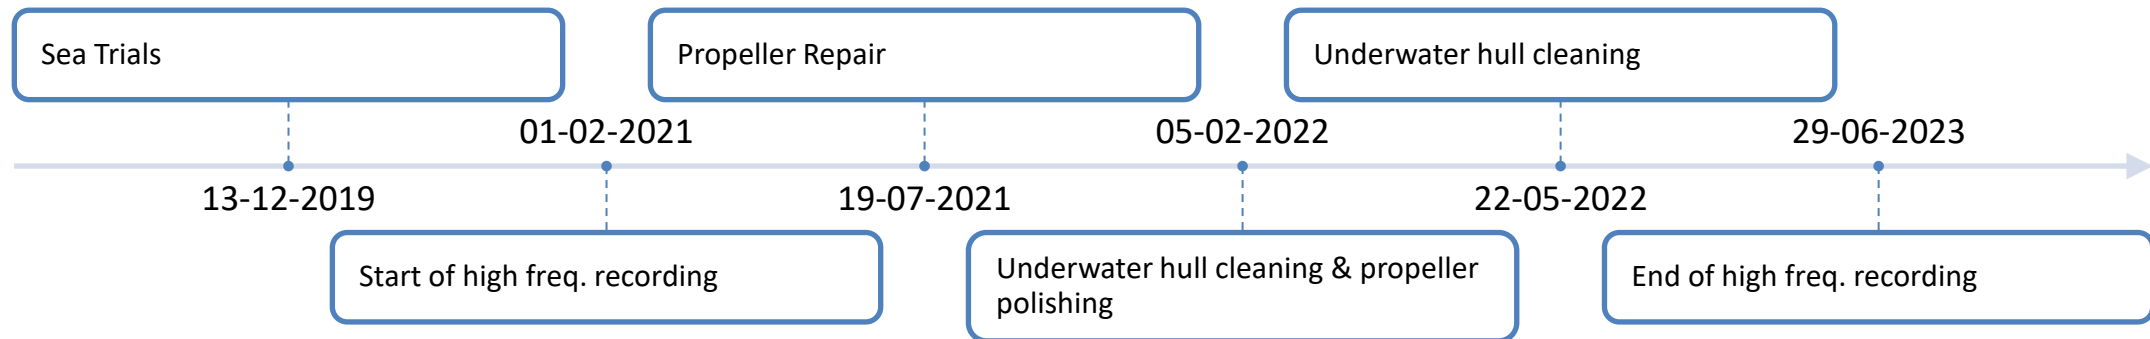 Sea Trials
Propeller Repair
Underwater hull cleaning
01-02-2021
05-02-2022
29-06-2023
13-12-2019
19-07-2021
22-05-2022
Start of high freq. recording
Underwater hull cleaning & propeller
polishing
End of high freq. recording